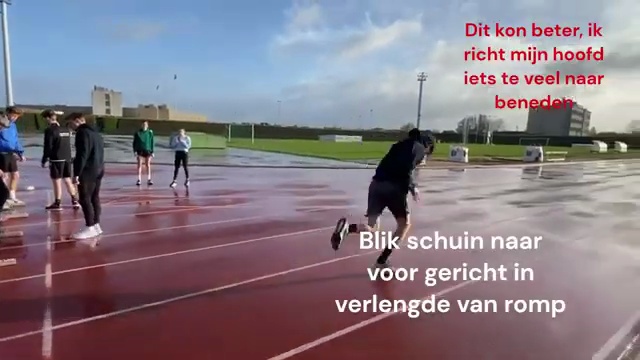 Dit kon beter, ik
richt mijn hoofd
iets te veel naar
beneden
Blik schuin naar
voor gericht in
verlengde van romp